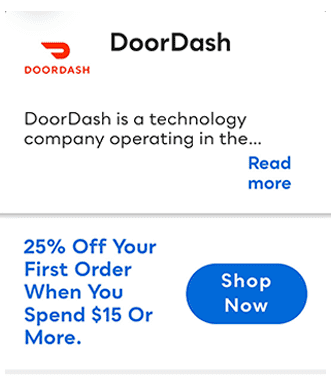 DoorDash
DOORDASH
DoorDash is a technology
company operating in the...
Read
more
25% Off Your
First Order
When You
Spend $15 Or
More.
Shop
Now